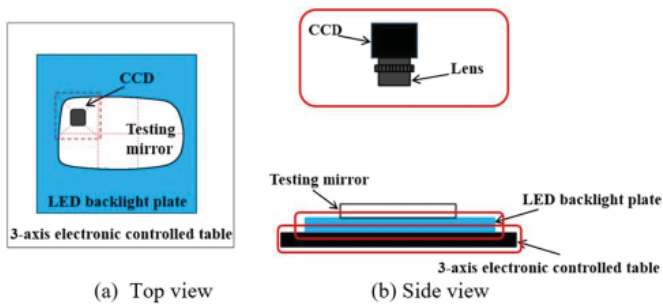 CCD
Testing
mirror
LED backlight plate
3-axis electronic controlled table
(a) Top view
CCD
Lens
Testing mirror
LED backlight plate
3-axis electronic controlled table
(b) Side view